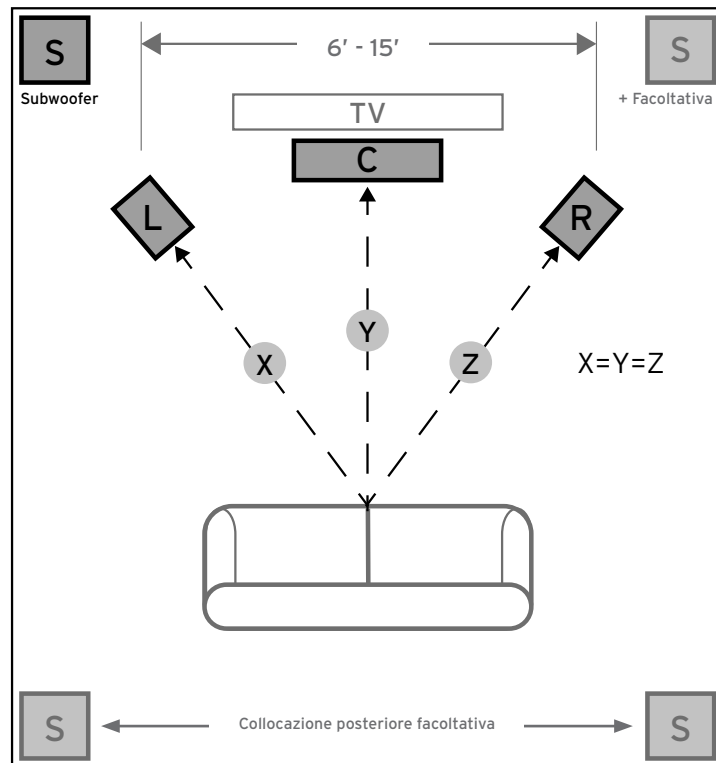 S
6' - 15'
S
Subwoofer
+ Facoltativa
TV
C
L
R
Y
X
Z
X=Y=Z
S
Collocazione posteriore facoltativa
S